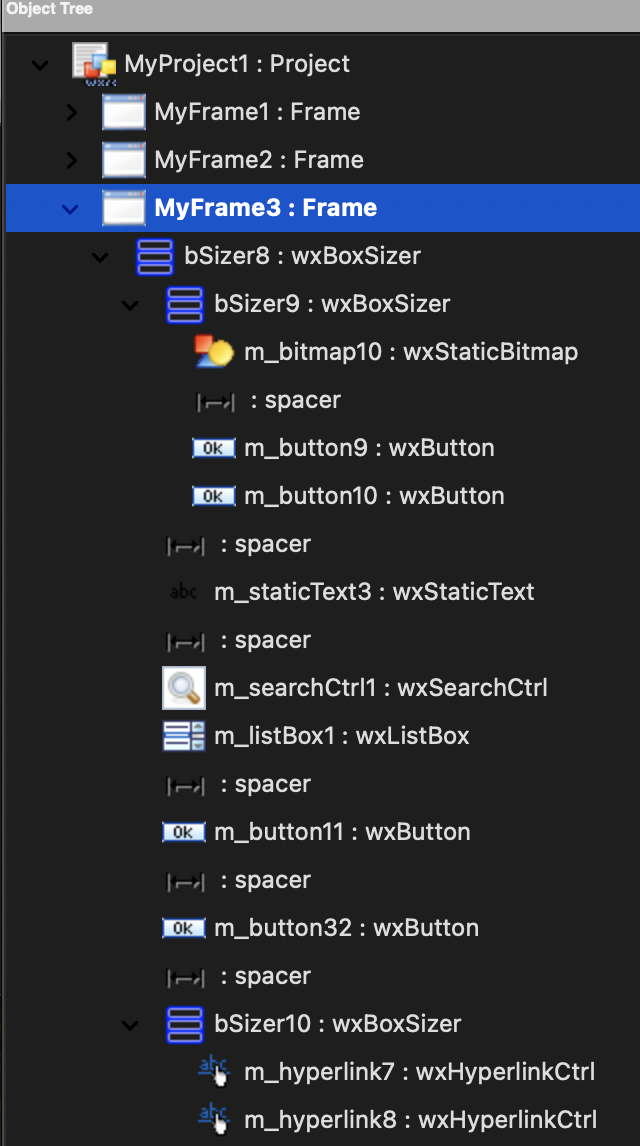 Object Tree
MyProject1 : Project
MyFrame1 : Frame
MyFrame2 : Frame
MyFrame3 : Frame
bSizer8 : wxBoxSizer
bSizer9 : wxBoxSizer
m_bitmap10 : wxStaticBitmap
: spacer
Ok m_button9 : wxButton
Ok m_button10 : wxButton
: spacer
abc m_staticText3 : wxStaticText
: spacer
m_searchCtrl1 : wxSearchCtrl
m_listBox1 : wxListBox
: spacer
Ok m_button11 : wxButton
: spacer
Ok m_button32 : wxButton
: spacer
bSizer10 : wxBoxSizer
abc m_hyperlink7 : wxHyperlinkCtrl
abc m_hyperlink8 : wxHyperlinkCtrl